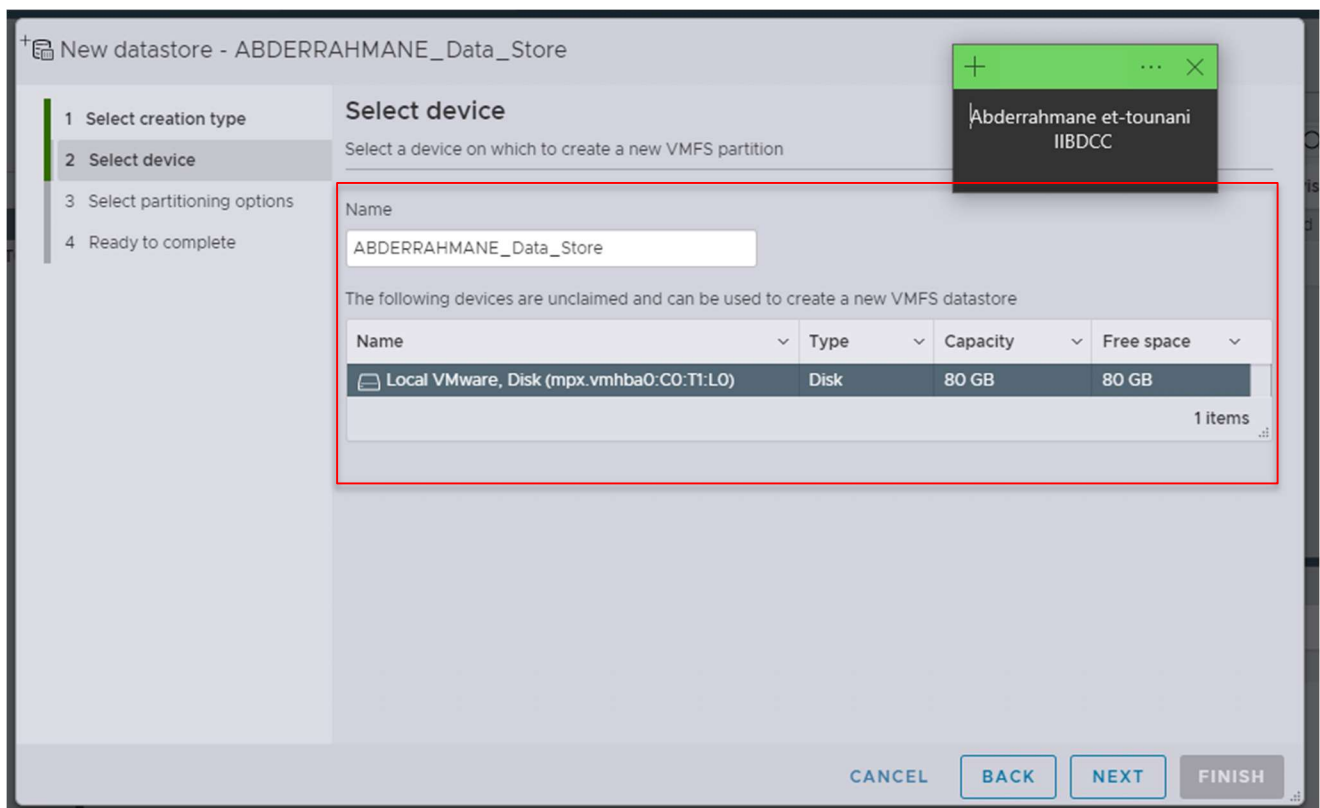 New datastore - ABDERRAHMANE_Data_Store
Abderrahmane et-tounani
IIBDCC
1 Select creation type
2 Select device
3 Select partitioning options
4 Ready to complete
Select device
Select a device on which to create a new VMFS partition
Name
ABDERRAHMANE_Data_Store
The following devices are unclaimed and can be used to create a new VMFS datastore
Name Type Capacity Free space
Local VMware, Disk (mpx.vmhba0:C0:T1:L0) Disk 80 GB 80 GB
1 items
CANCEL BACK NEXT FINISH